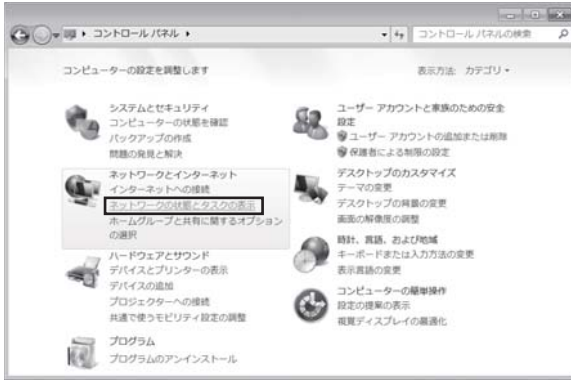 コントロール パネル
コントロール パネルの検索
コンピューターの設定を調整します
表示方法: カテゴリ
システムとセキュリティ
コンピューターの状態を確認
バックアップの作成
問題の発見と解決
ネットワークとインターネット
インターネットへの接続
ネットワークの状態とタスクの表示
ホームグループと共有に関するオプション
の選択
ハードウェアとサウンド
デバイスとプリンターの表示
デバイスの追加
プロジェクターへの接続
共通で使うモビリティ設定の調整
プログラム
プログラムのアンインストール
ユーザー アカウントと家族のための安全
設定
ユーザー アカウントの追加または削除
保護者による制限の設定
デスクトップのカスタマイズ
テーマの変更
デスクトップの背景の変更
画面の解像度の調整
時計、言語、および地域
キーボードまたは入力方法の変更
表示言語の変更
コンピューターの簡単操作
設定の提案の表示
視覚ディスプレイの最適化